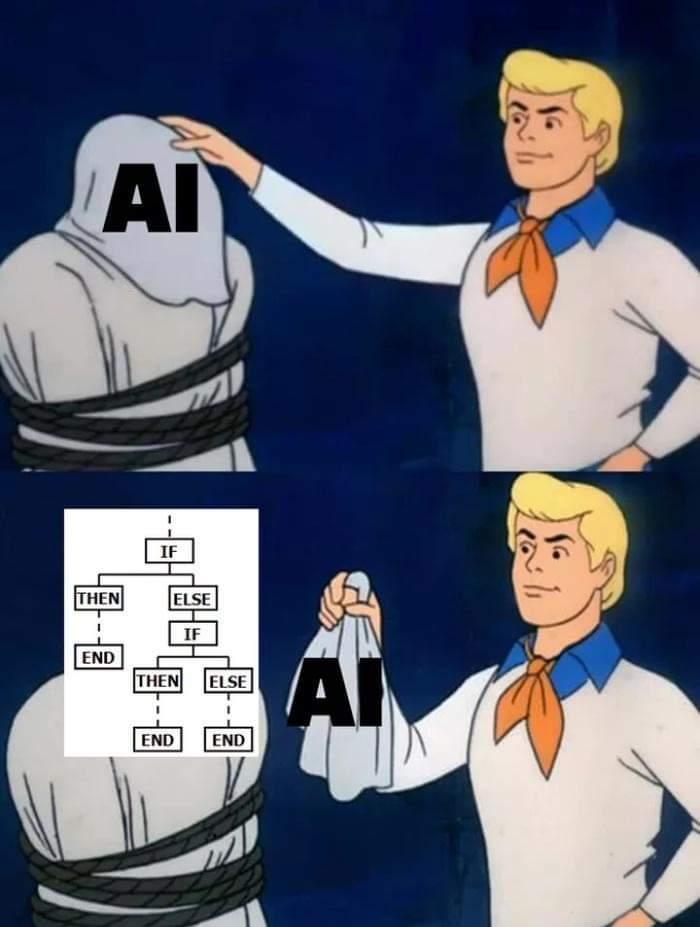 AI
IF
THEN ELSE
IF
END
THEN ELSE
END END
AI